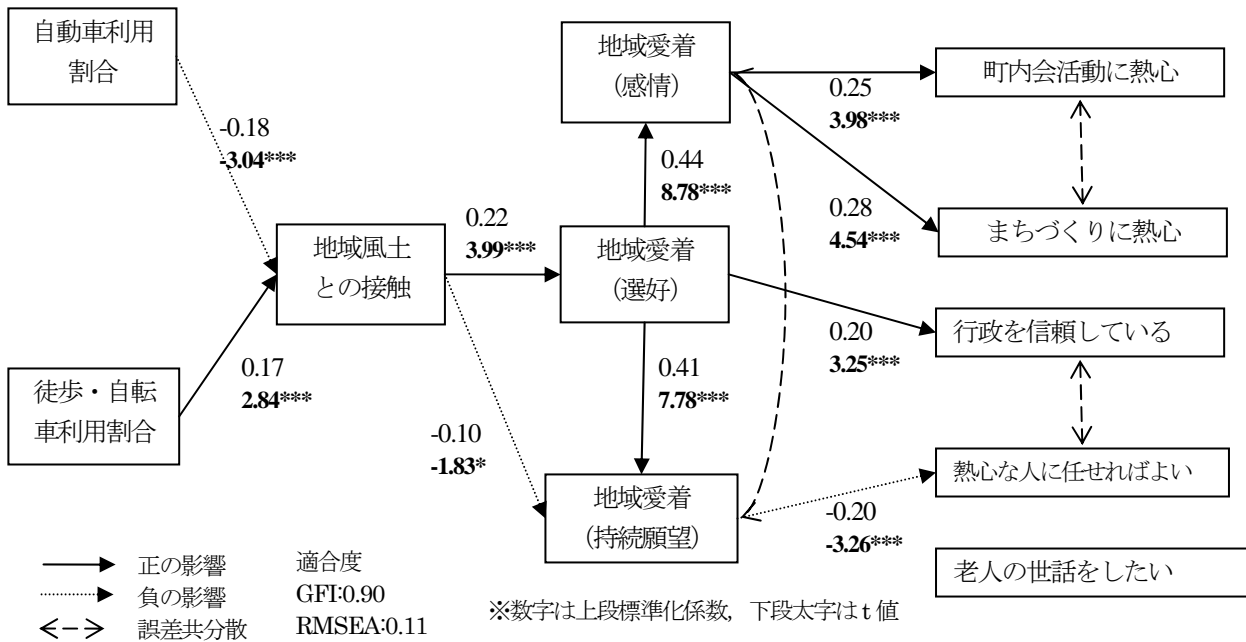 自動車利用
割合
-0.18
-3.04***
徒歩・自転
車利用割合
0.17
2.84***
地域風土
との接触
0.22
3.99***
-0.10
-1.83*
地域愛着
(感情)
0.44
8.78***
地域愛着
(選好)
0.41
7.78***
地域愛着
(持続願望)
0.25
3.98***
0.28
4.54***
0.20
3.25***
-0.20
-3.26***
町内会活動に熱心
まちづくりに熱心
行政を信頼している
熱心な人に任せればよい
老人の世話をしたい
正の影響
負の影響
誤差共分散
適合度
GFI:0.90
RMSEA:0.11
※数字は上段標準化係数，下段太字はt値